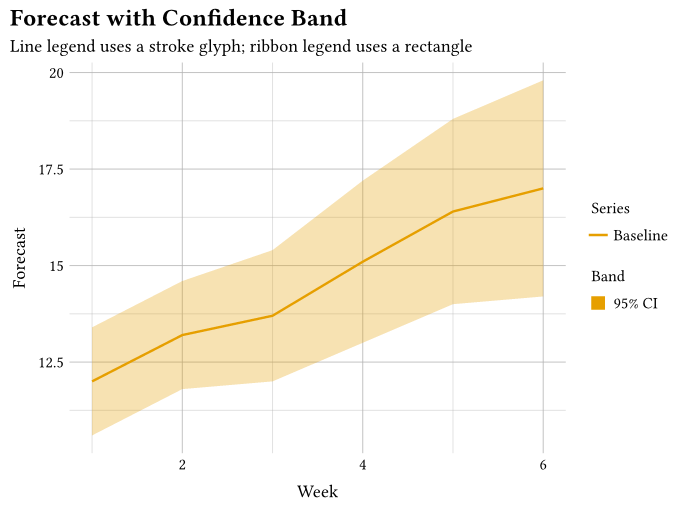 Forecast with Confidence Band
Line legend uses a stroke glyph; ribbon legend uses a rectangle
20
17.5
15
12.5
Forecast
2
4
6
Week
Series
Baseline
Band
95% CI